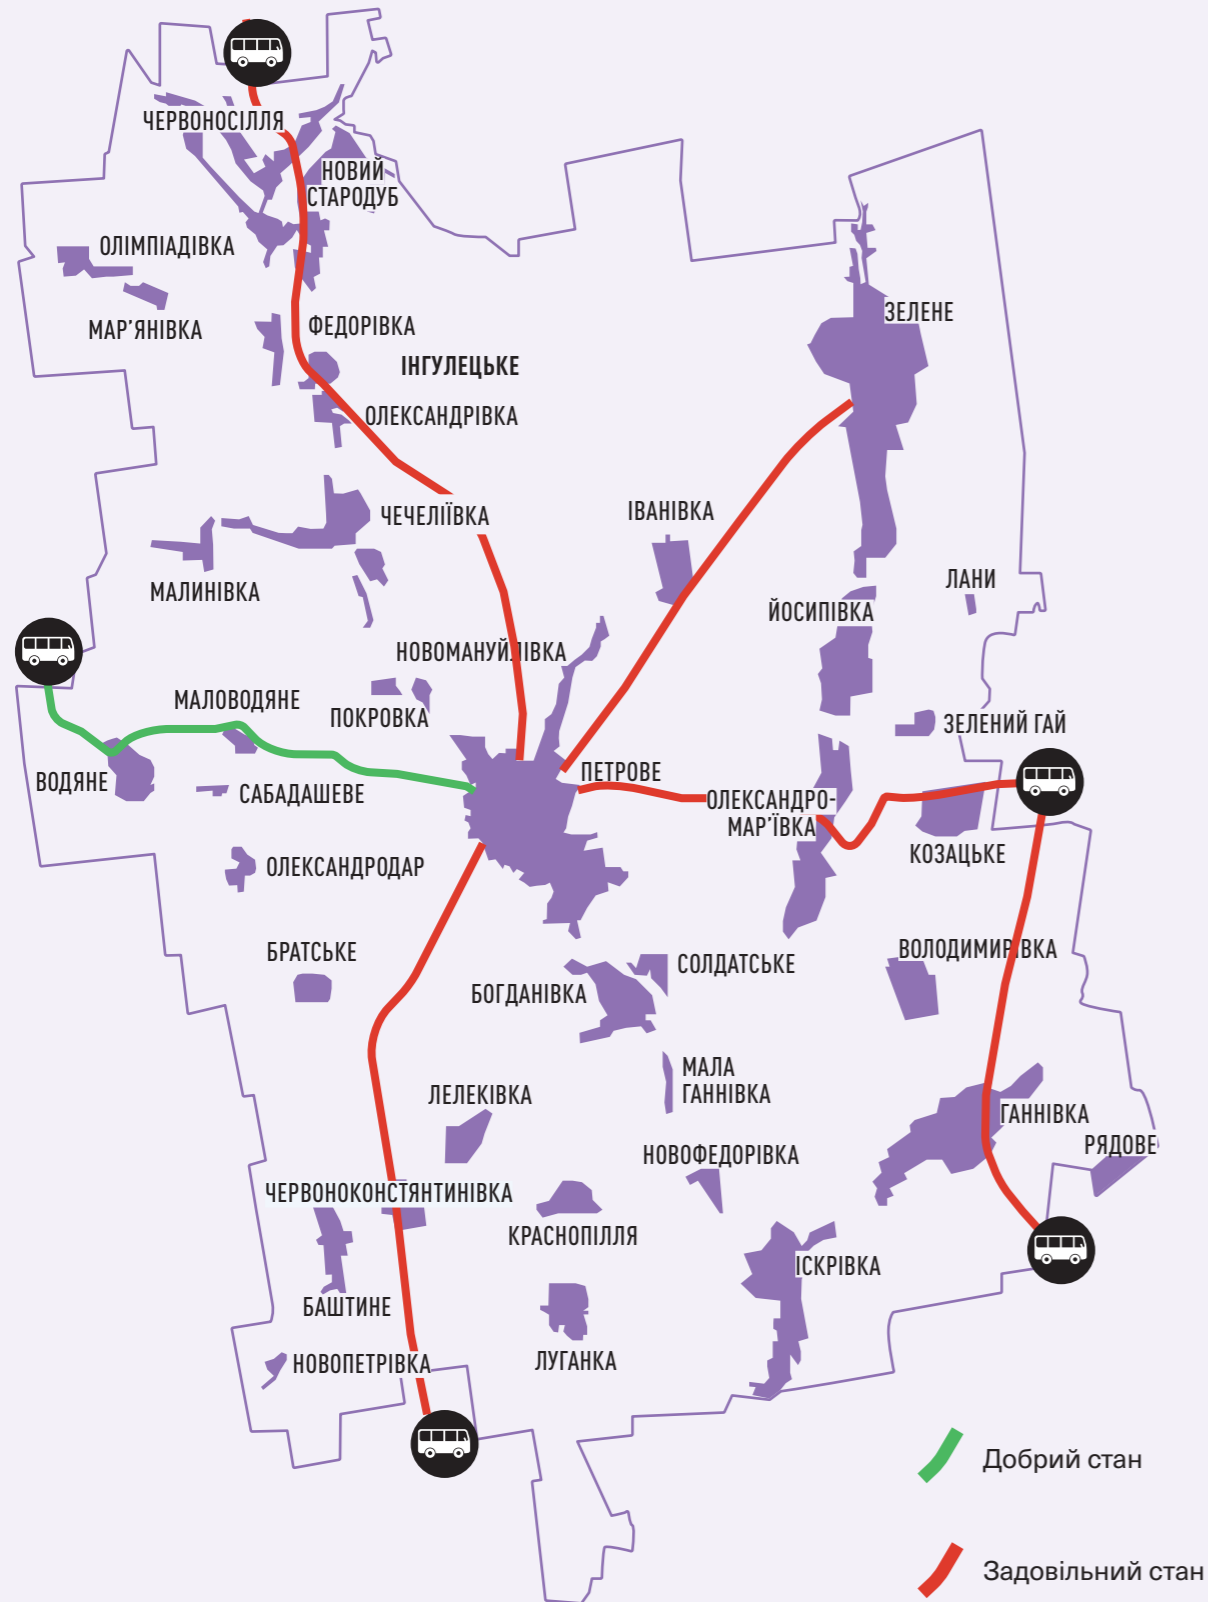 ЧЕРВОНОСІЛЛЯ
НОВИЙ
СТАРОДУБ
ОЛІМПІАДІВКА
МАР'ЯНІВКА
ФЕДОРІВКА
ЗЕЛЕНЕ
ІНГУЛЕЦЬКЕ
ОЛЕКСАНДРІВКА
ЧЕЧЕЛІЇВКА
ІВАНІВКА
МАЛИНІВКА
ЛАНИ
ЙОСИПІВКА
НОВОМАНУЙЛІВКА
МАЛОВОДЯНЕ
ПОКРОВКА
ЗЕЛЕНИЙ ГАЙ
ВОДЯНЕ
САБАДАШЕВЕ
ПЕТРОВЕ
ОЛЕКСАНДРО-
МАР'ЇВКА
КОЗАЦЬКЕ
ОЛЕКСАНДРОДАР
БРАТСЬКЕ
СОЛДАТСЬКЕ
ВОЛОДИМИРІВКА
БОГДАНІВКА
МАЛА
ГАННІВКА
ЛЕЛЕКІВКА
ГАННІВКА
РЯДОВЕ
НОВОФЕДОРІВКА
ЧЕРВОНОКОНСТЯНТИНІВКА
КРАСНОПІЛЛЯ
ІСКРІВКА
БАШТИНЕ
ЛУГАНКА
НОВОПЕТРІВКА
Добрий стан
Задовільний стан